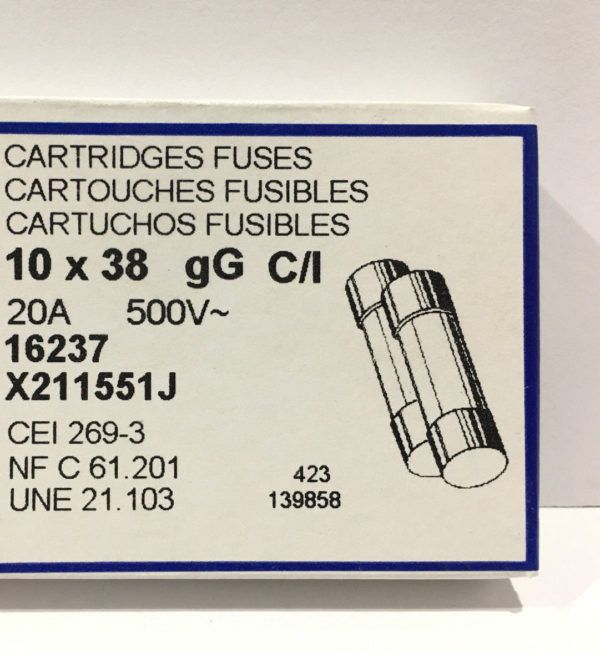 CARTRIDGES FUSES
CARTOUCHES FUSIBLES
CARTUCHOS FUSIBLES
10 x 38 gG C/I
20A 500V~
16237
X211551J
CEI 269-3
NF C 61.201
UNE 21.103
423
139858